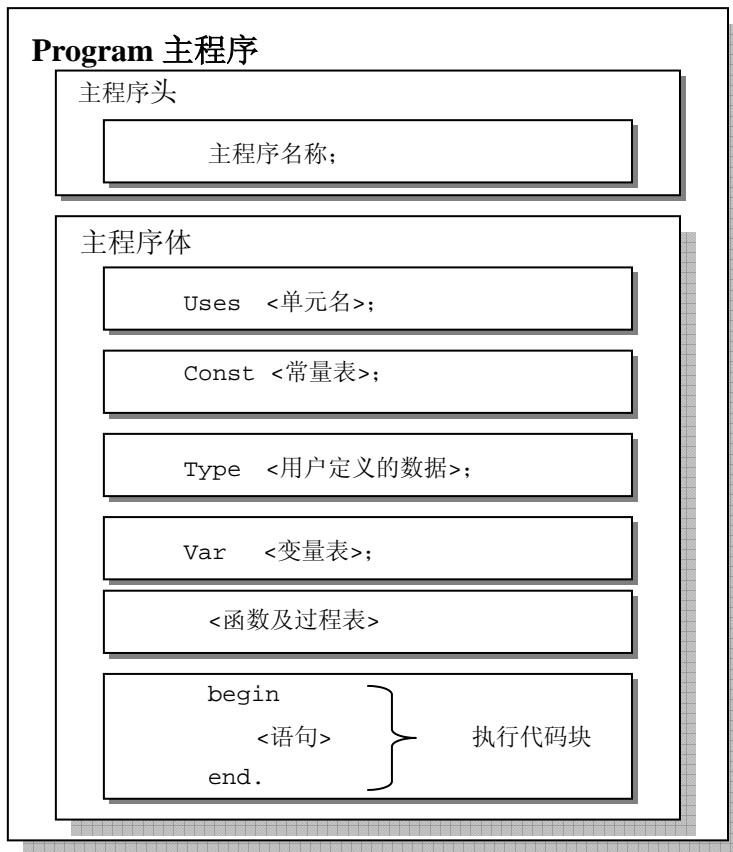 Program 主程序
主程序头
主程序名称;
主程序体
Uses <单元名>;
Const <常量表>;
Type <用户定义的数据>;
Var <变量表>;
<函数及过程表>
begin
<语句> 执行代码块
end.